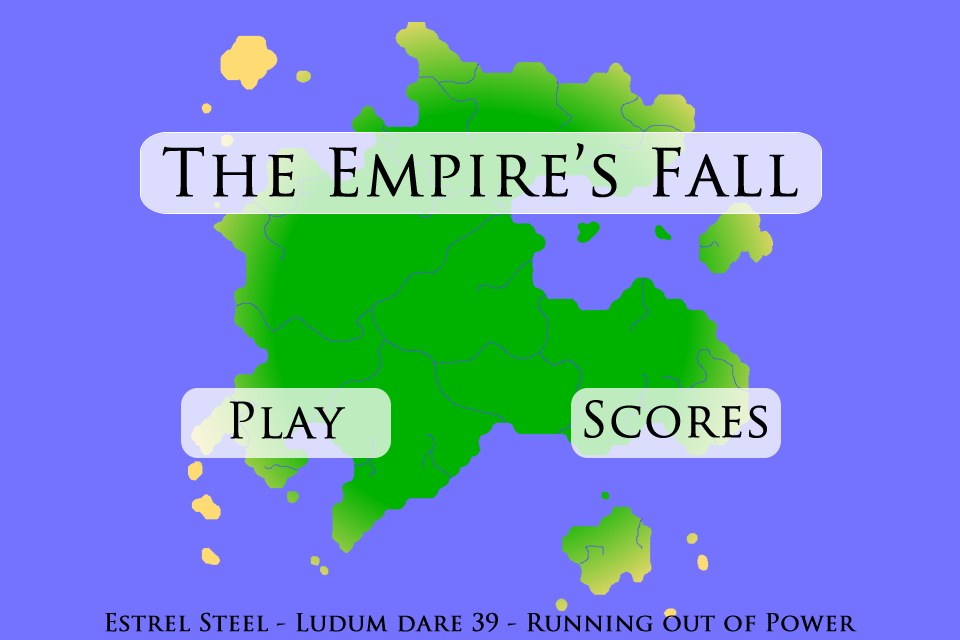 The Empire’s Fall
Play
Scores
Estrel Steel - Ludum dare 39 - Running out of Power